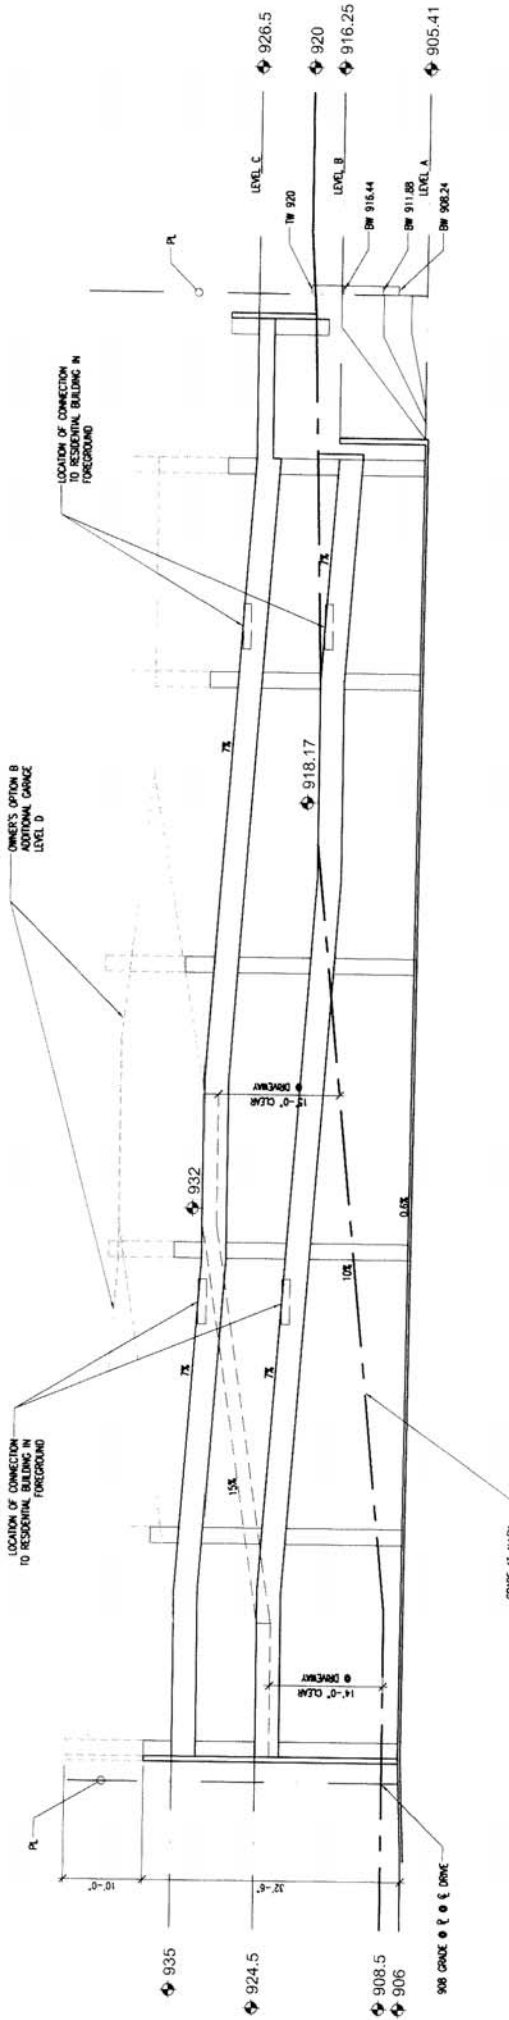 LOCATION OF CONNECTION
TO RESIDENTIAL BUILDING IN
FOREGROUND
OWNER'S OPTION B
ADDITIONAL GARAGE
LEVEL D
LOCATION OF CONNECTION
TO RESIDENTIAL BUILDING IN
FOREGROUND
PL
PL
10'-0"
32'-6"
935
924.5
908.5
906
908 GRADE @ PL @ CL DRIVE
14'-0" CLEAR
@ DRIVEWAY
15'-0" CLEAR
@ DRIVEWAY
7%
15%
7%
932
10%
0.6%
918.17
7%
7%
TW 920
LEVEL C
LEVEL B
BW 916.44
BW 911.88
LEVEL A
BW 908.24
926.5
920
916.25
905.41